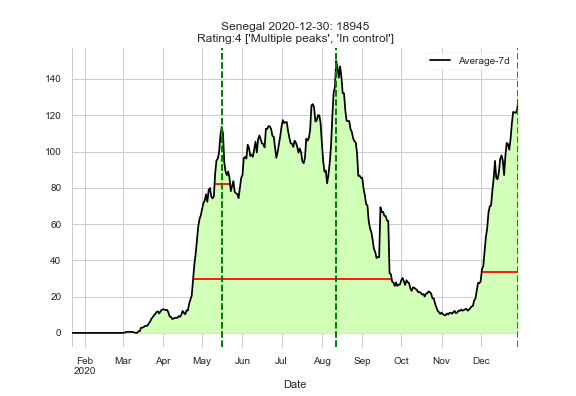 Senegal 2020-12-30: 18945
Rating:4 ['Multiple peaks', 'In control']
Average-7d
140
120
100
80
60
40
20
0
Feb Mar Apr May Jun Jul Aug Sep Oct Nov Dec
2020
Date